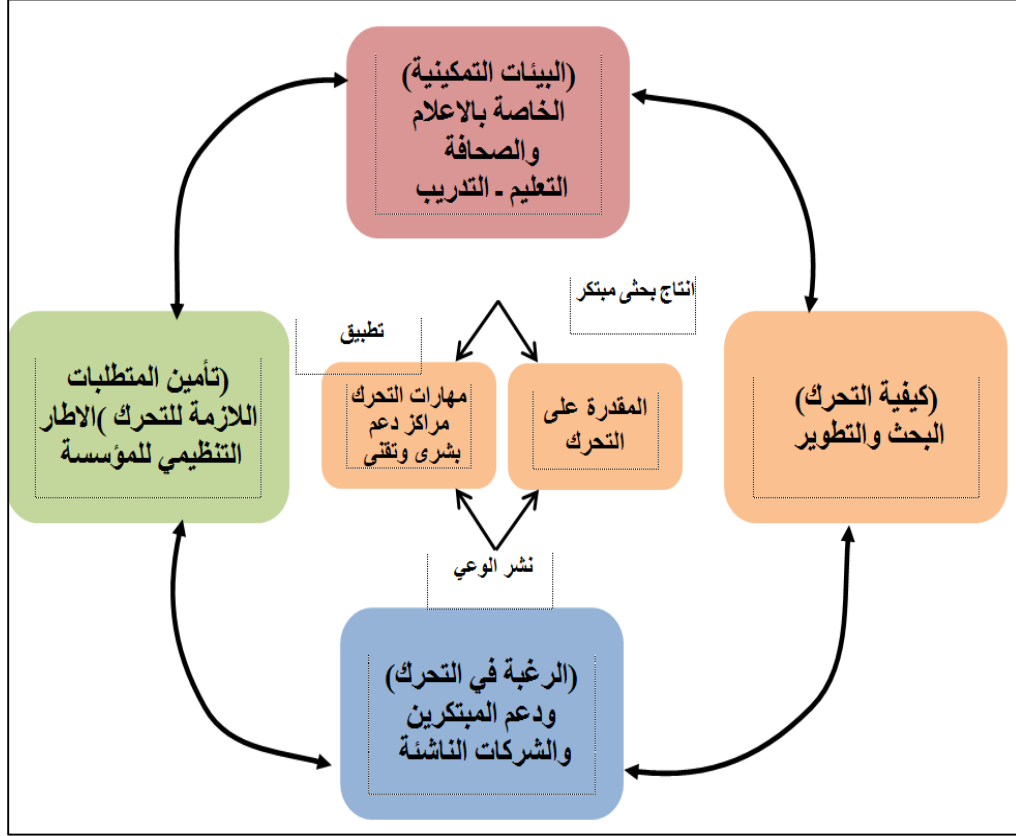 (البيئات التمكينية)
الخاصة بالاعلام
والصحافة
التعليم ـ التدريب
انتاج بحثى مبتكر
تطبيق
(كيفية التحرك)
البحث والتطوير
المقدرة على
التحرك
مهارات التحرك
مراكز دعم
بشرى وتقنى
(تأمين المتطلبات
اللازمة للتحرك )الاطار
التنظيمي للمؤسسة
نشر الوعي
(الرغبة في التحرك)
ودعم المبتكرين
والشركات الناشئة